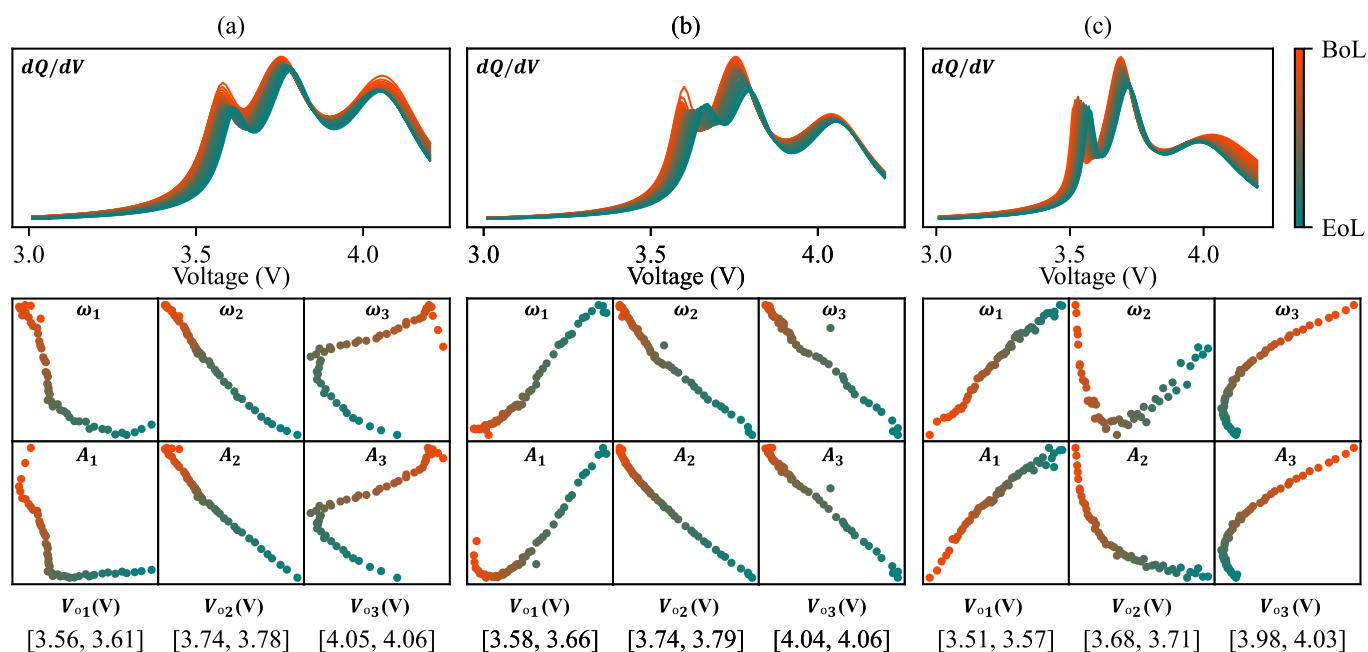 (a) (b) (c)
dQ/dV dQ/dV dQ/dV BoL
EoL
3.0 3.5 4.0 3.0 3.5 4.0 3.0 3.5 4.0
Voltage (V) Voltage (V) Voltage (V)
ω₁ ω₂ ω₃ ω₁ ω₂ ω₃ ω₁ ω₂ ω₃
A₁ A₂ A₃ A₁ A₂ A₃ A₁ A₂ A₃
Vₒ₁(V) Vₒ₂(V) Vₒ₃(V) Vₒ₁(V) Vₒ₂(V) Vₒ₃(V) Vₒ₁(V) Vₒ₂(V) Vₒ₃(V)
[3.56, 3.61] [3.74, 3.78] [4.05, 4.06] [3.58, 3.66] [3.74, 3.79] [4.04, 4.06] [3.51, 3.57] [3.68, 3.71] [3.98, 4.03]